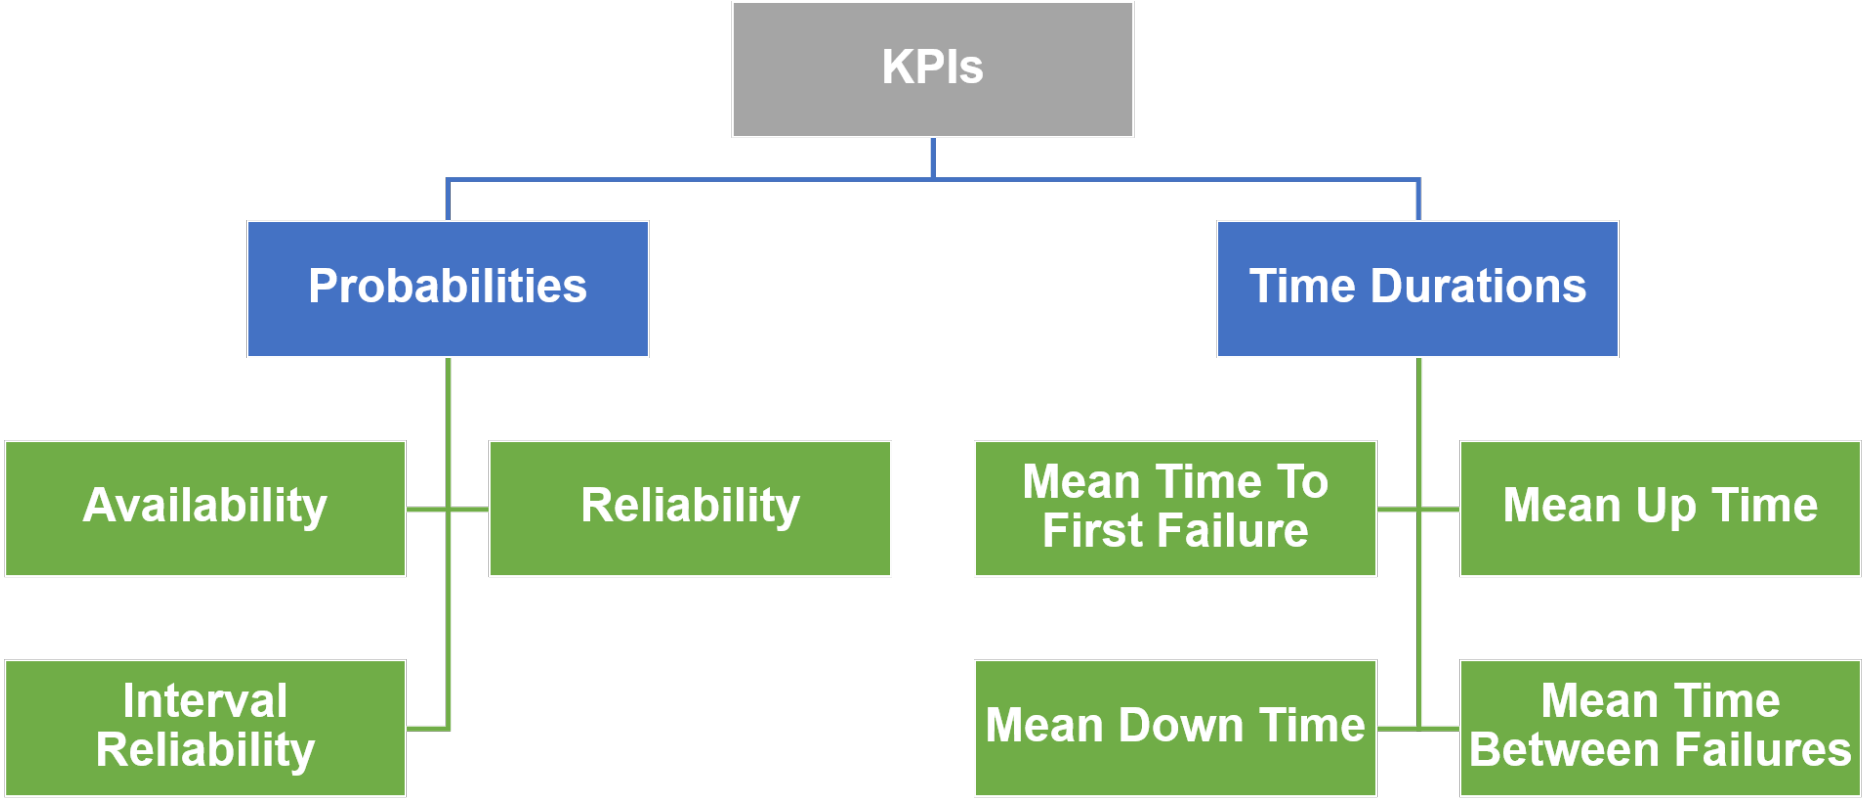 KPIs
Probabilities
Time Durations
Availability
Reliability
Mean Time To
First Failure
Mean Up Time
Interval
Reliability
Mean Down Time
Mean Time
Between Failures